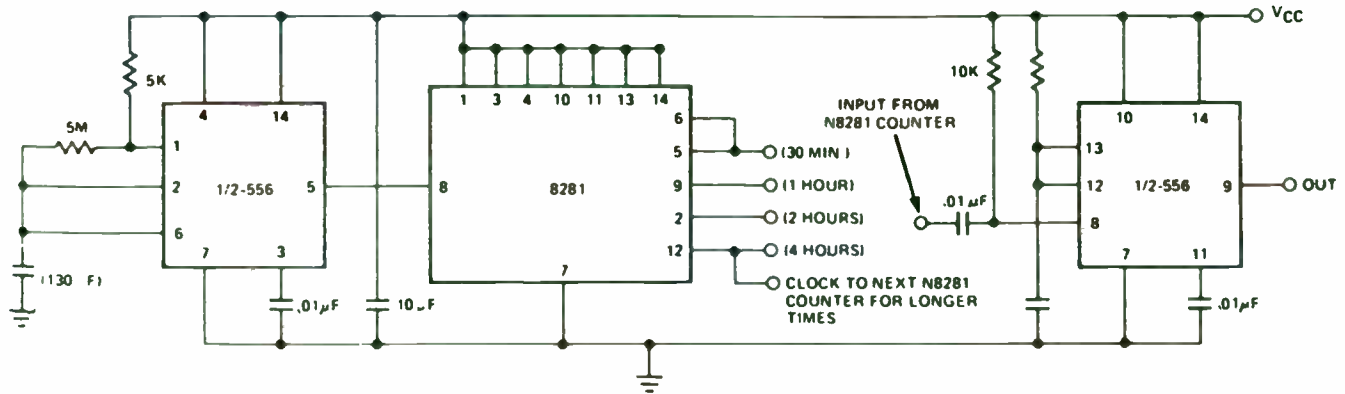 VCC
5K
5M
4 14
1
2
6
1/2-556
5
7 3
(130 F)
.01µF
10 F
1 3 4 10 11 13 14
8
8281
6
5
9
2
12
7
(30 MIN)
(1 HOUR)
(2 HOURS)
(4 HOURS)
CLOCK TO NEXT N8281
COUNTER FOR LONGER
TIMES
INPUT FROM
N8281 COUNTER
.01µF
10K
10 14
13
12
8
1/2-556
9
OUT
7 11
.01µF